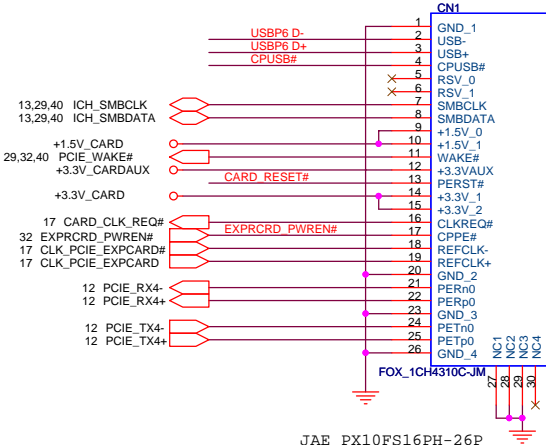 CN1
1 GND_1
USBP6 D- 2 USB-
USBP6 D+ 3 USB+
CPUSB# 4 CPUSB#
5 RSV_0
6 RSV_1
13,29,40 ICH_SMBCLK 7 SMBCLK
13,29,40 ICH_SMBDATA 8 SMBDATA
9 +1.5V_0
+1.5V_CARD 10 +1.5V_1
29,32,40 PCIE_WAKE# 11 WAKE#
+3.3V_CARDAUX 12 +3.3VAUX
CARD_RESET# 13 PERST#
+3.3V_CARD 14 +3.3V_1
15 +3.3V_2
17 CARD_CLK_REQ# 16 CLKREQ#
32 EXPRCRD_PWREN# EXPRCRD_PWREN# 17 CPPE#
17 CLK_PCIE_EXPCARD# 18 REFCLK-
17 CLK_PCIE_EXPCARD 19 REFCLK+
20 GND_2
12 PCIE_RX4- 21 PERn0
12 PCIE_RX4+ 22 PERp0
23 GND_3
12 PCIE_TX4- 24 PETn0
12 PCIE_TX4+ 25 PETp0
26 GND_4
NC1 NC2 NC3 NC4
FOX_1CH4310C-JM
27 28 29 30
JAE PX10FS16PH-26P